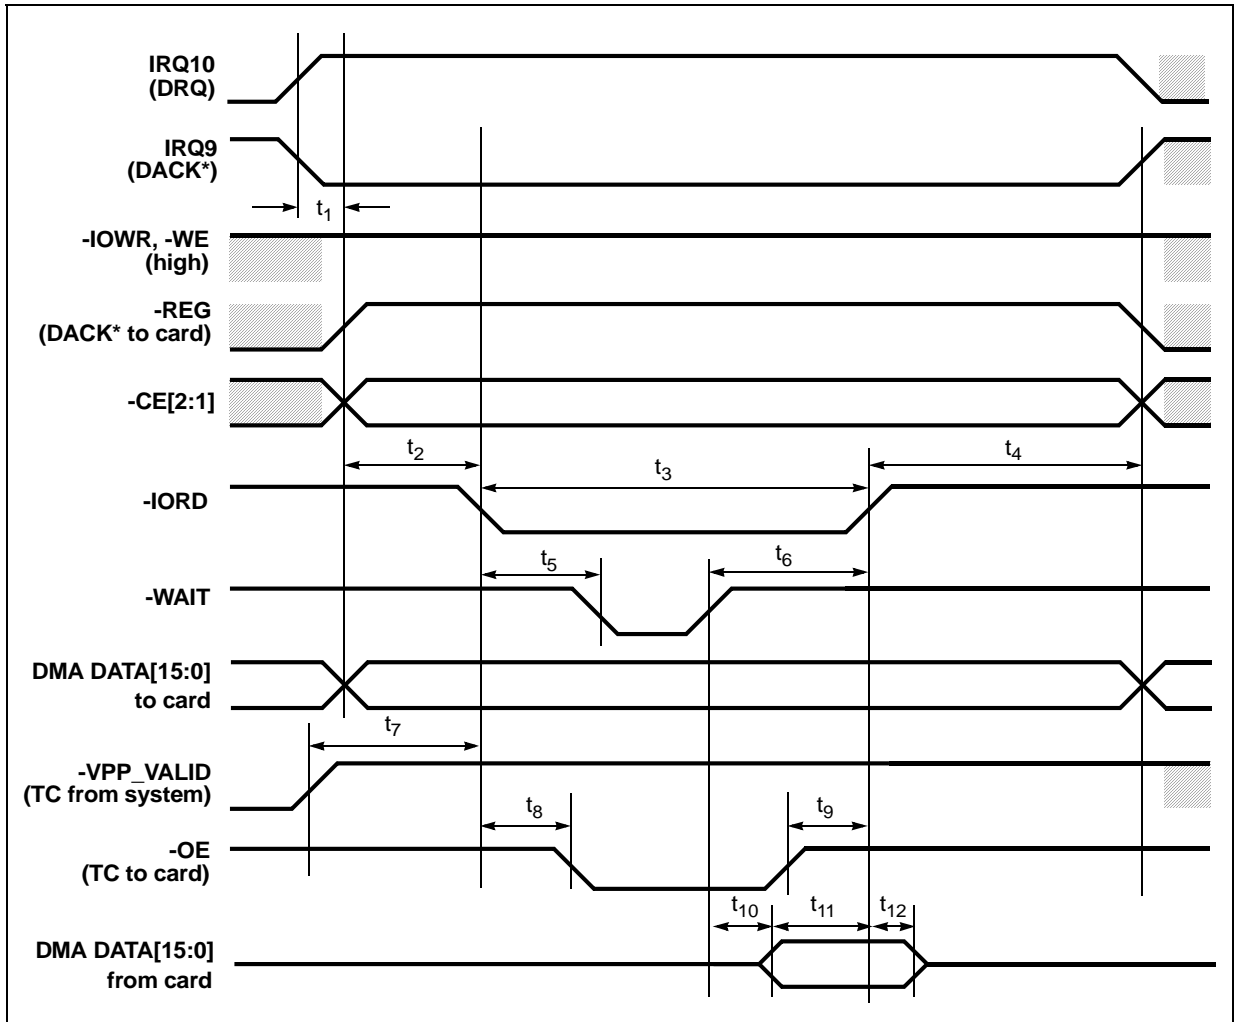 IRQ10
(DRQ)
IRQ9
(DACK*)
t1
-IOWR, -WE
(high)
-REG
(DACK* to card)
-CE[2:1]
t2
t3
t4
-IORD
t5
t6
-WAIT
DMA DATA[15:0]
to card
t7
-VPP_VALID
(TC from system)
t8
t9
-OE
(TC to card)
t10
t11
t12
DMA DATA[15:0]
from card